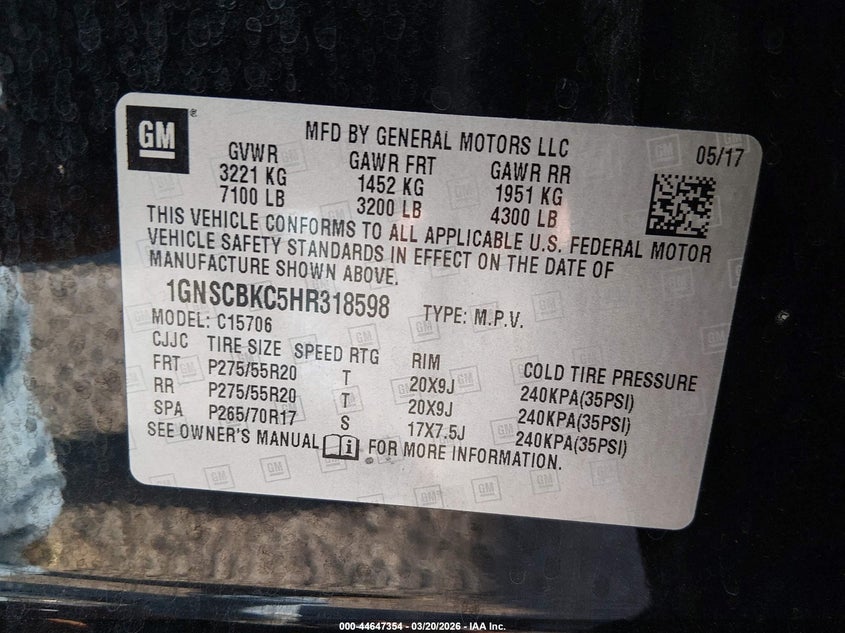 GM
MFD BY GENERAL MOTORS LLC 05/17
GVWR GAWR FRT GAWR RR
3221 KG 1452 KG 1951 KG
7100 LB 3200 LB 4300 LB
THIS VEHICLE CONFORMS TO ALL APPLICABLE U.S. FEDERAL MOTOR
VEHICLE SAFETY STANDARDS IN EFFECT ON THE DATE OF
MANUFACTURE SHOWN ABOVE.
1GNSCBKC5HR318598 TYPE: M.P.V.
MODEL: C15706
CJJC TIRE SIZE SPEED RTG RIM COLD TIRE PRESSURE
FRT P275/55R20 T 20X9J 240KPA(35PSI)
RR P275/55R20 T 20X9J 240KPA(35PSI)
SPA P265/70R17 S 17X7.5J 240KPA(35PSI)
SEE OWNER'S MANUAL FOR MORE INFORMATION.
000-44647354 - 03/20/2026 - IAA Inc.